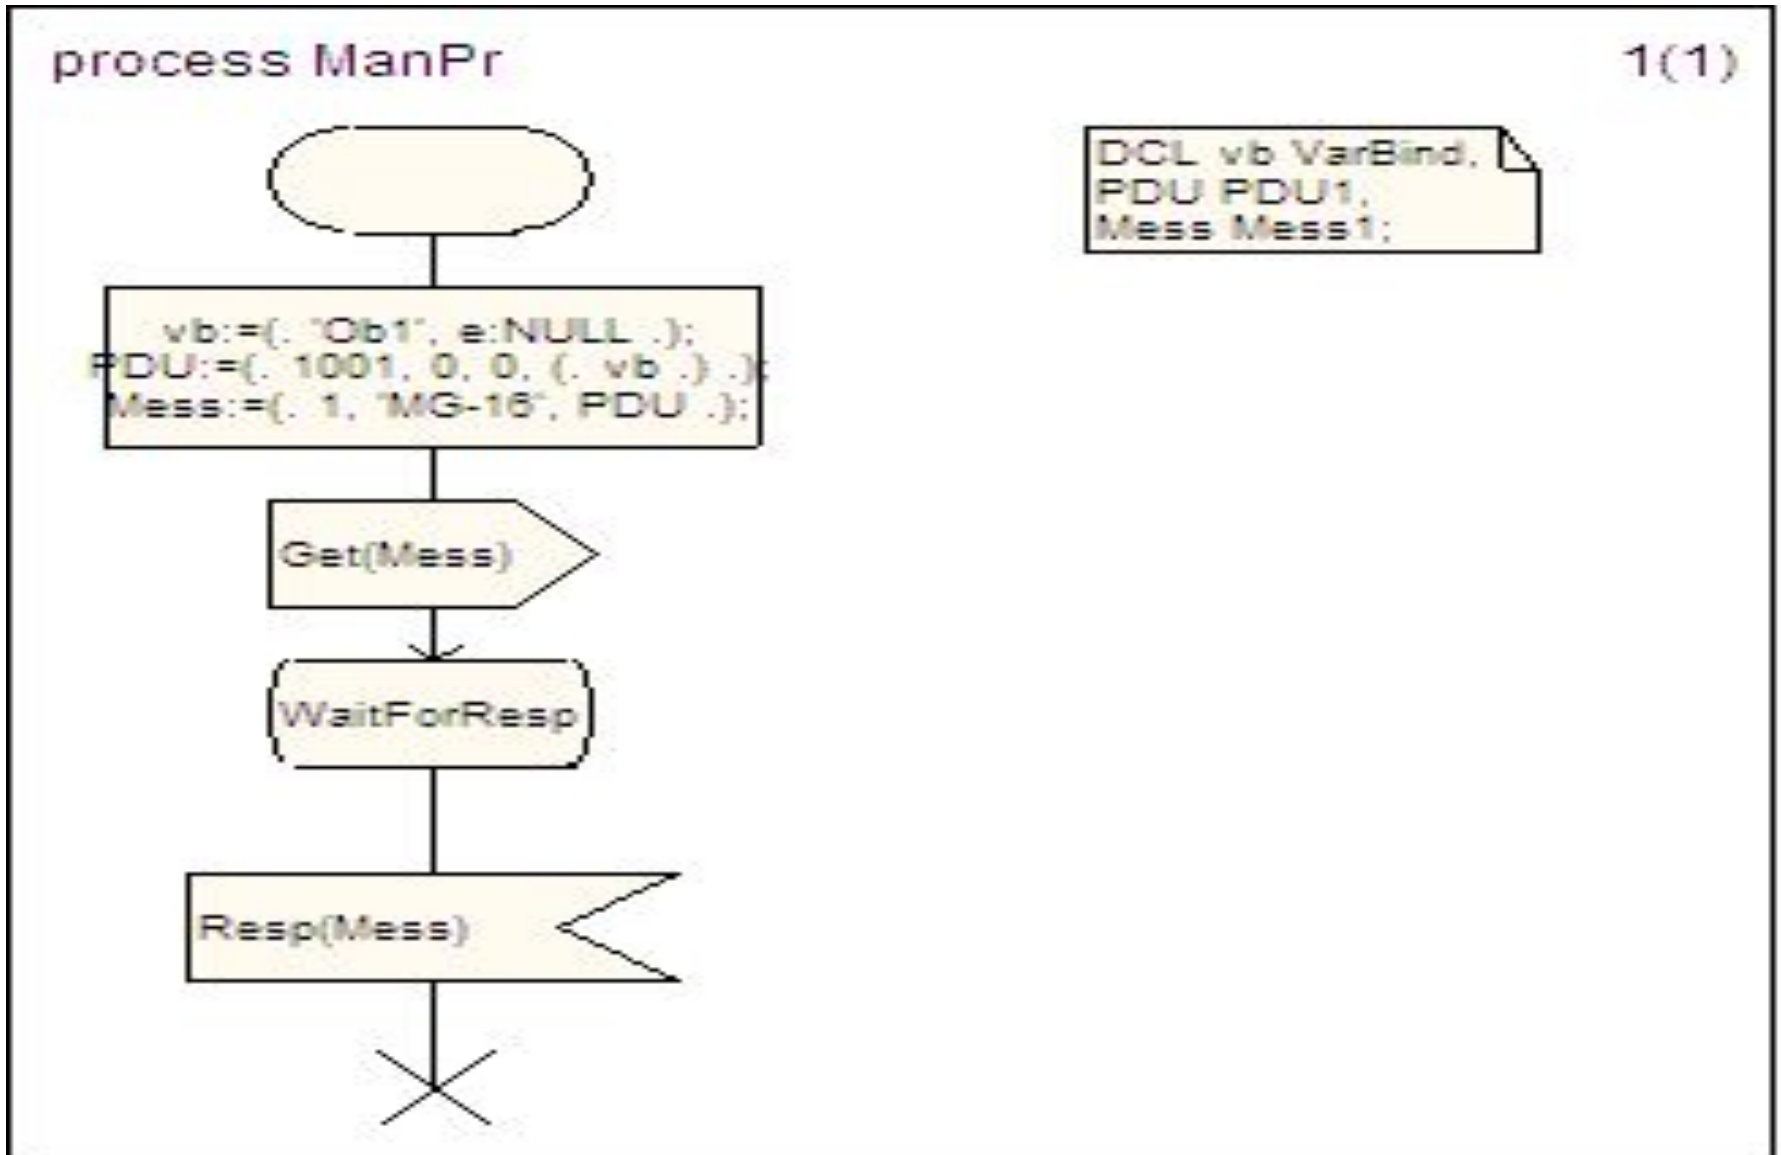 process ManPr
1(1)
DCL vb VarBind,
PDU PDU1,
Mess Mess1;
vb:=(. 'Ob1', e:NULL .);
PDU:=(. 1001, 0, 0, (. vb .) .);
Mess:=(. 1, 'MG-16', PDU .);
Get(Mess)
WaitForResp
Resp(Mess)